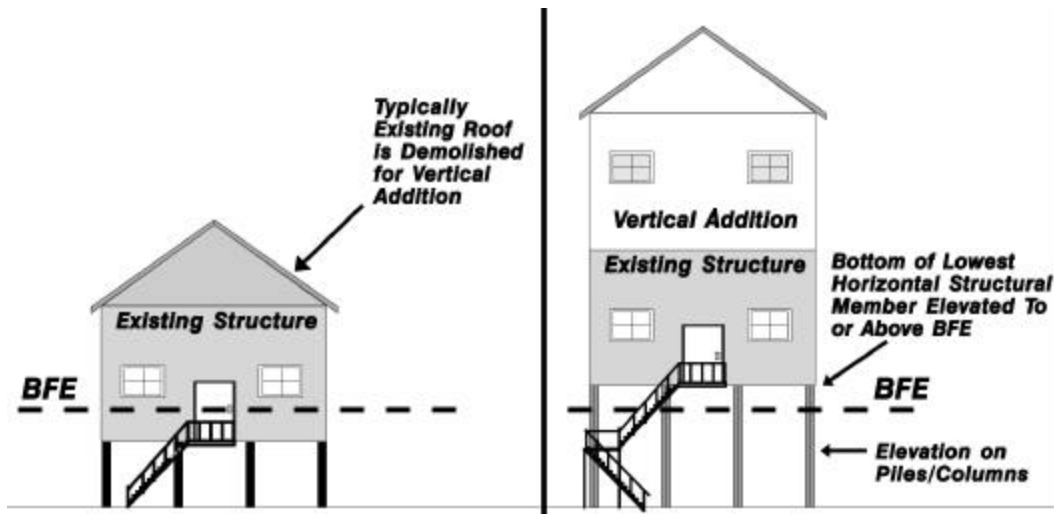 Typically
Existing Roof
is Demolished
for Vertical
Addition
Existing Structure
BFE
Vertical Addition
Existing Structure
Bottom of Lowest
Horizontal Structural
Member Elevated To
or Above BFE
BFE
Elevation on
Piles/Columns